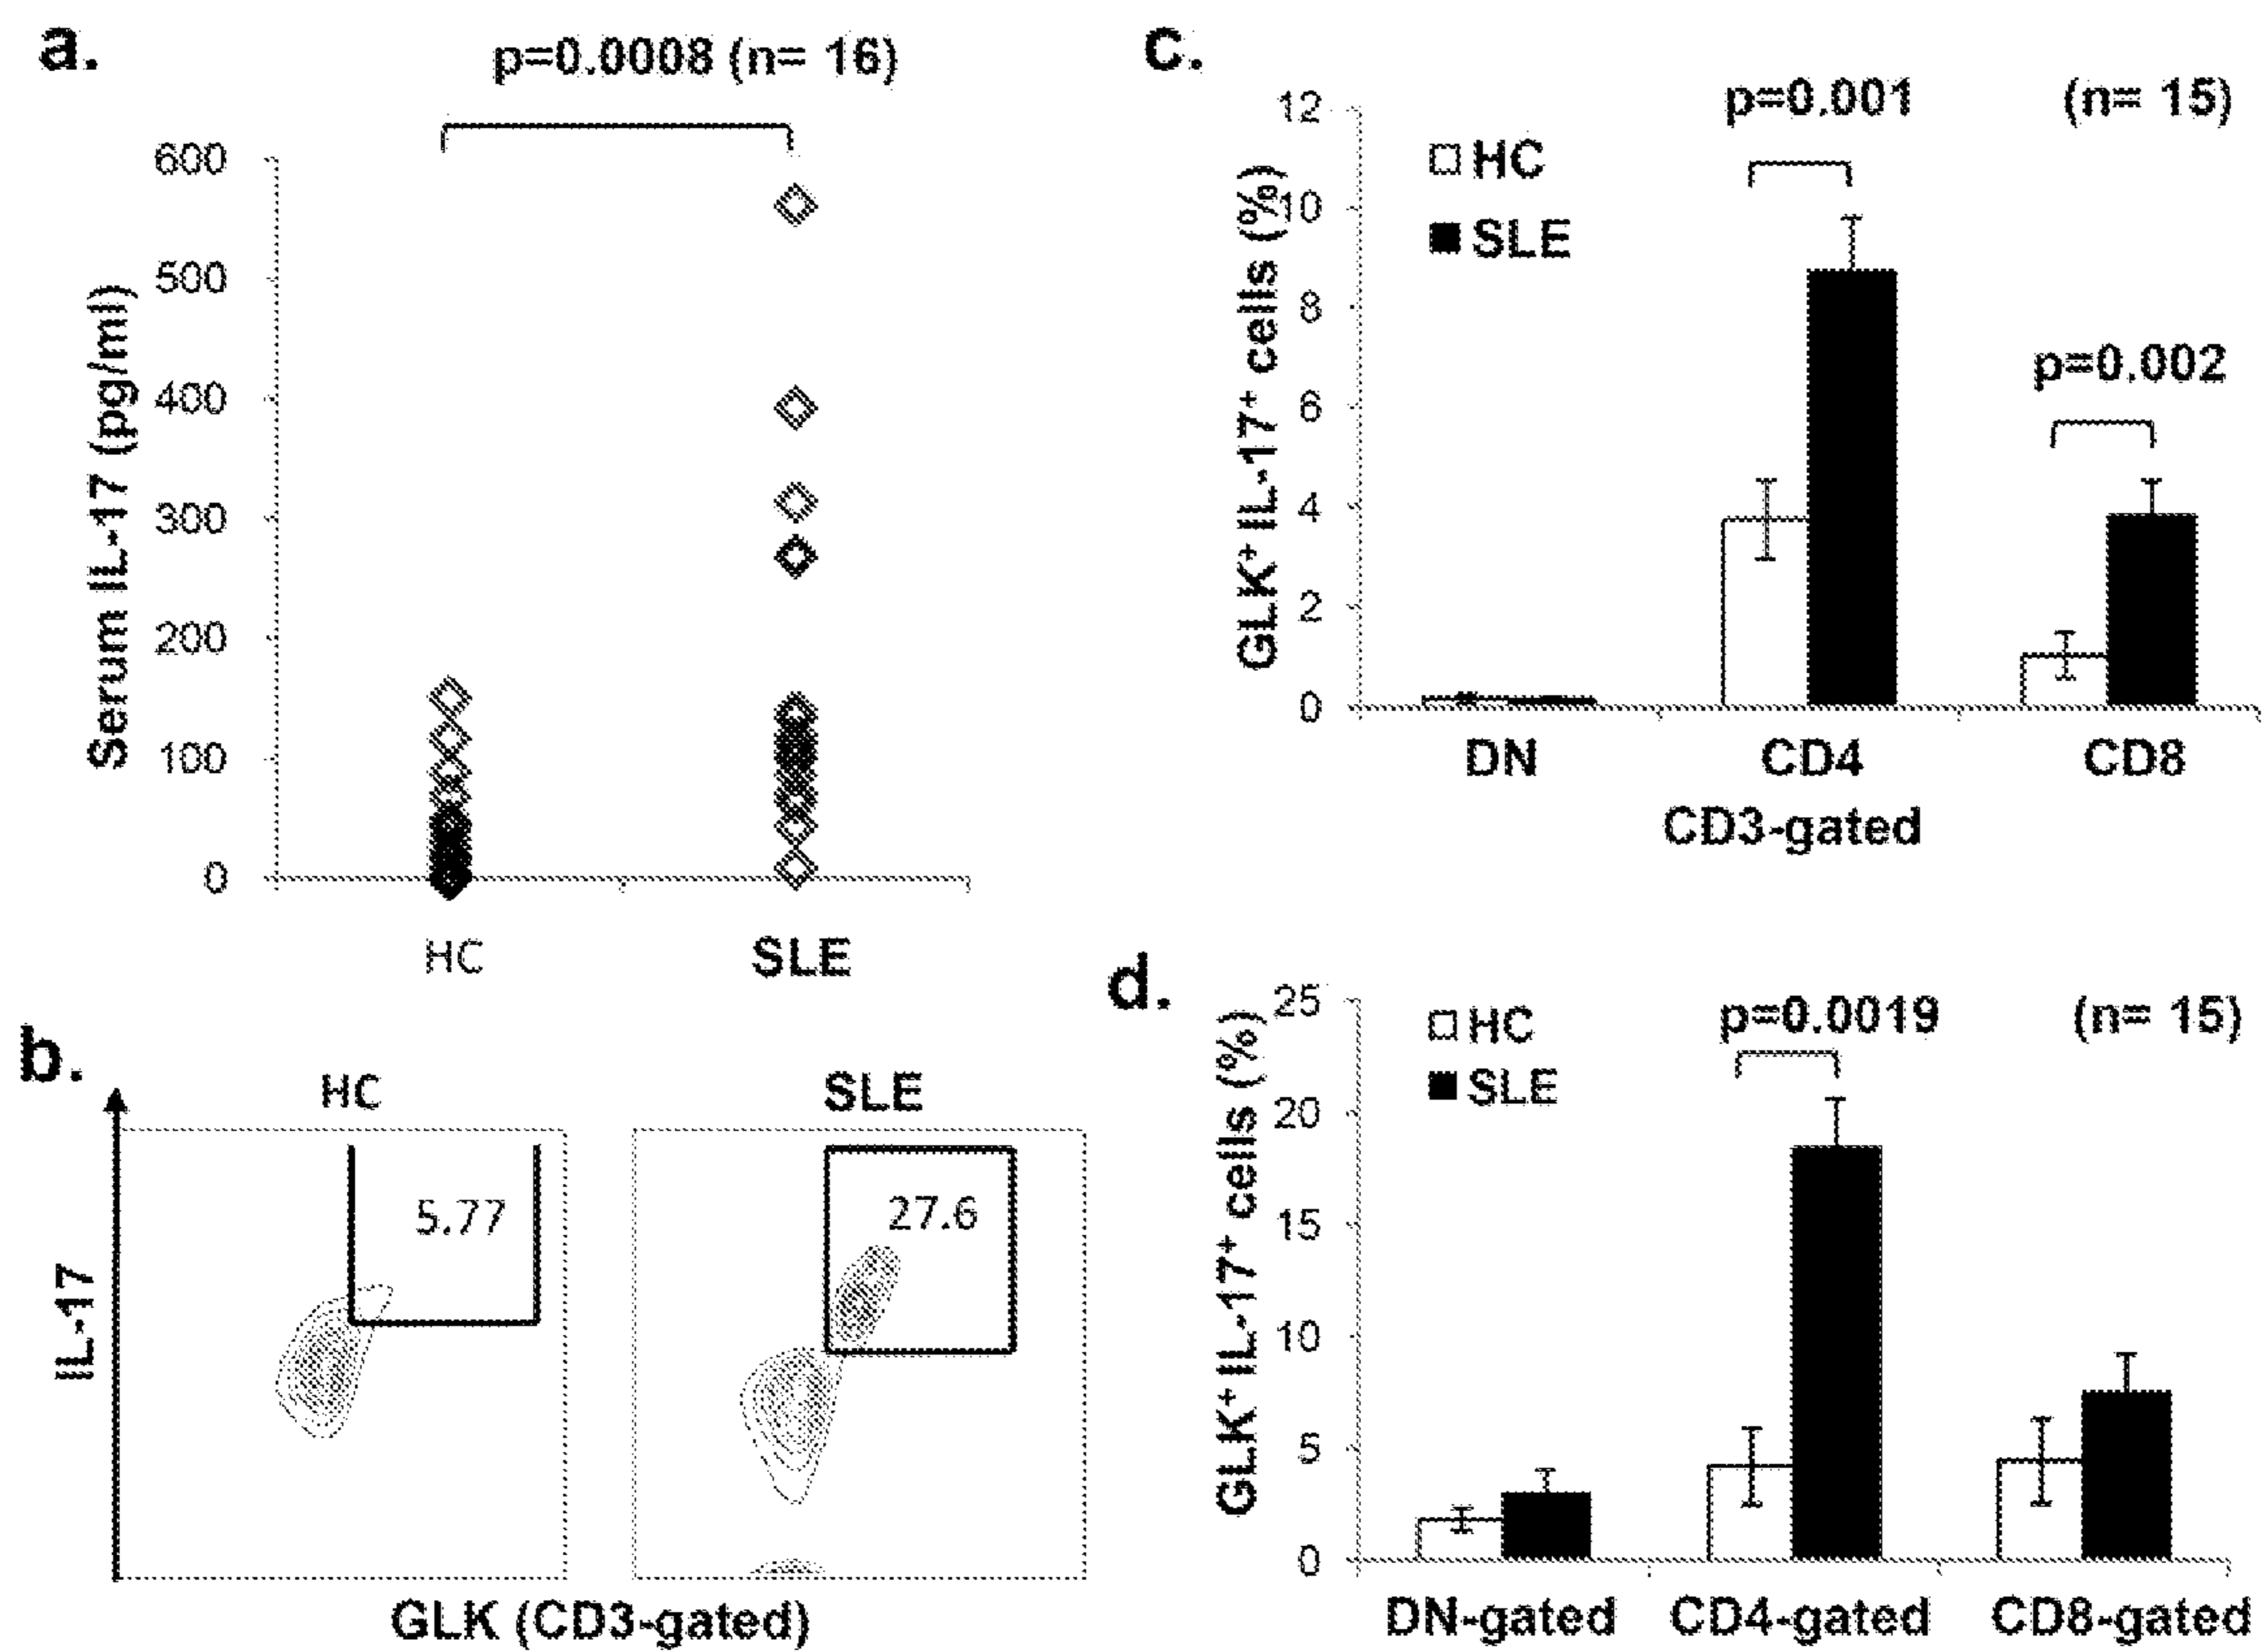 a.
p=0.0008 (n= 16)
600
500
400
300
200
100
0
Serum IL-17 (pg/ml)
HC
SLE
b.
HC
SLE
5.77
27.6
IL-17
GLK (CD3-gated)
c.
p=0.001
(n= 15)
HC
SLE
p=0.002
12
10
8
6
4
2
0
GLK⁺ IL-17⁺ cells (%)
DN
CD4
CD8
CD3-gated
d.
p=0.0019
(n= 15)
HC
SLE
25
20
15
10
5
0
GLK⁺ IL-17⁺ cells (%)
DN-gated
CD4-gated
CD8-gated